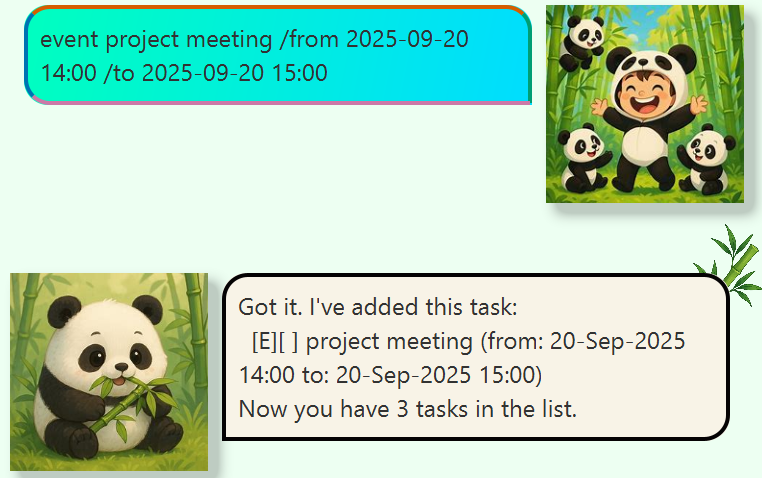 event project meeting /from 2025-09-20
14:00 /to 2025-09-20 15:00
Got it. I've added this task:
[E][ ] project meeting (from: 20-Sep-2025
14:00 to: 20-Sep-2025 15:00)
Now you have 3 tasks in the list.